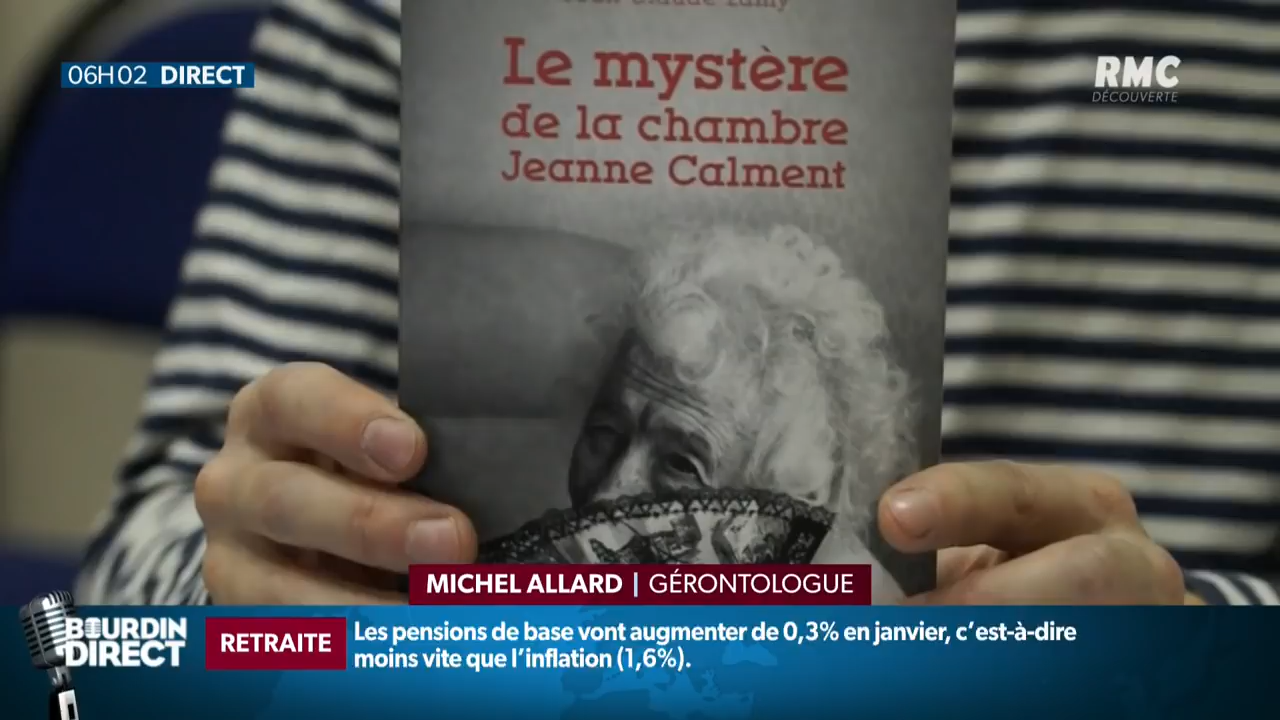 Le mystère
de la chambre
Jeanne Calment
06H02 DIRECT
RMC
DÉCOUVERTE
MICHEL ALLARD | GÉRONTOLOGUE
BOURDIN
DIRECT
RETRAITE
Les pensions de base vont augmenter de 0,3% en janvier, c’est-à-dire
moins vite que l’inflation (1,6%).